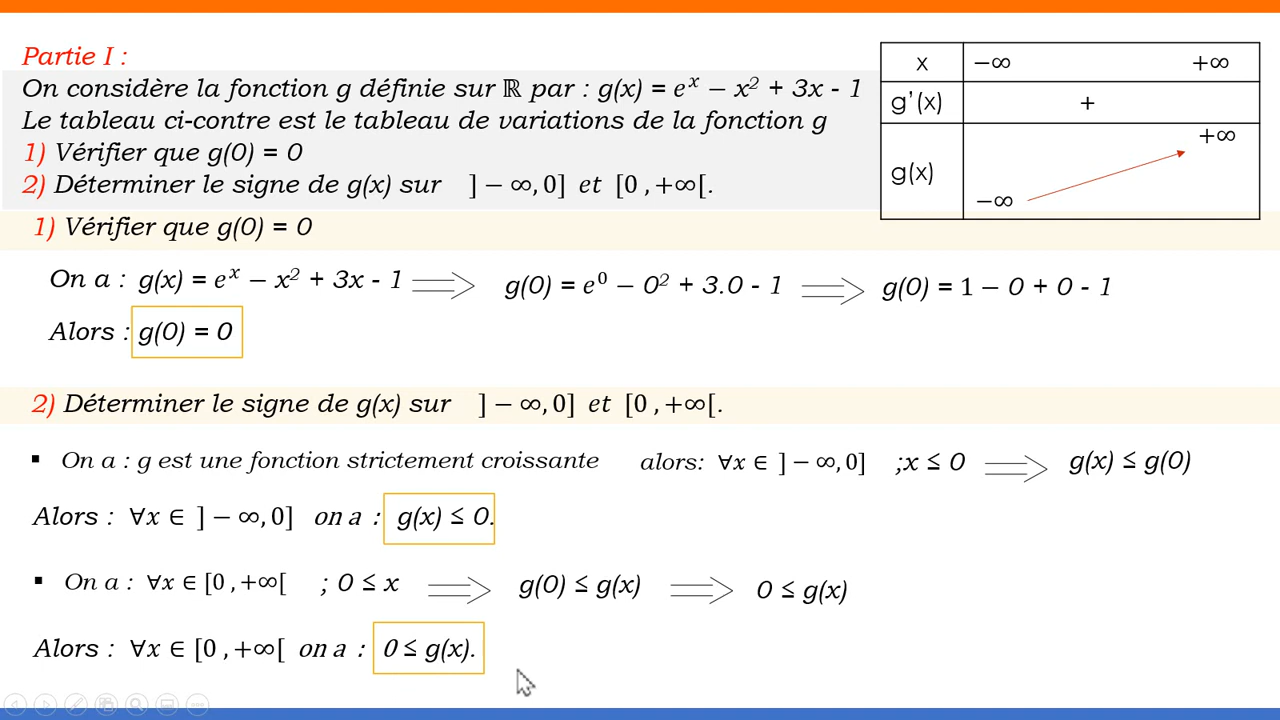 Partie I :
On considère la fonction g définie sur ℝ par : g(x) = eˣ − x² + 3x - 1
Le tableau ci-contre est le tableau de variations de la fonction g
1) Vérifier que g(0) = 0
2) Déterminer le signe de g(x) sur ]−∞,0] et [0 ,+∞[.
x −∞ +∞
g'(x) +
g(x) −∞ +∞
1) Vérifier que g(0) = 0
On a : g(x) = eˣ − x² + 3x - 1 ⟹ g(0) = e⁰ − 0² + 3.0 - 1 ⟹ g(0) = 1 − 0 + 0 - 1
Alors : g(0) = 0
2) Déterminer le signe de g(x) sur ]−∞,0] et [0 ,+∞[.
▪ On a : g est une fonction strictement croissante alors: ∀x ∈ ]−∞,0] ;x ≤ 0 ⟹ g(x) ≤ g(0)
Alors : ∀x ∈ ]−∞,0] on a : g(x) ≤ 0.
▪ On a : ∀x ∈ [0 ,+∞[ ; 0 ≤ x ⟹ g(0) ≤ g(x) ⟹ 0 ≤ g(x)
Alors : ∀x ∈ [0 ,+∞[ on a : 0 ≤ g(x).